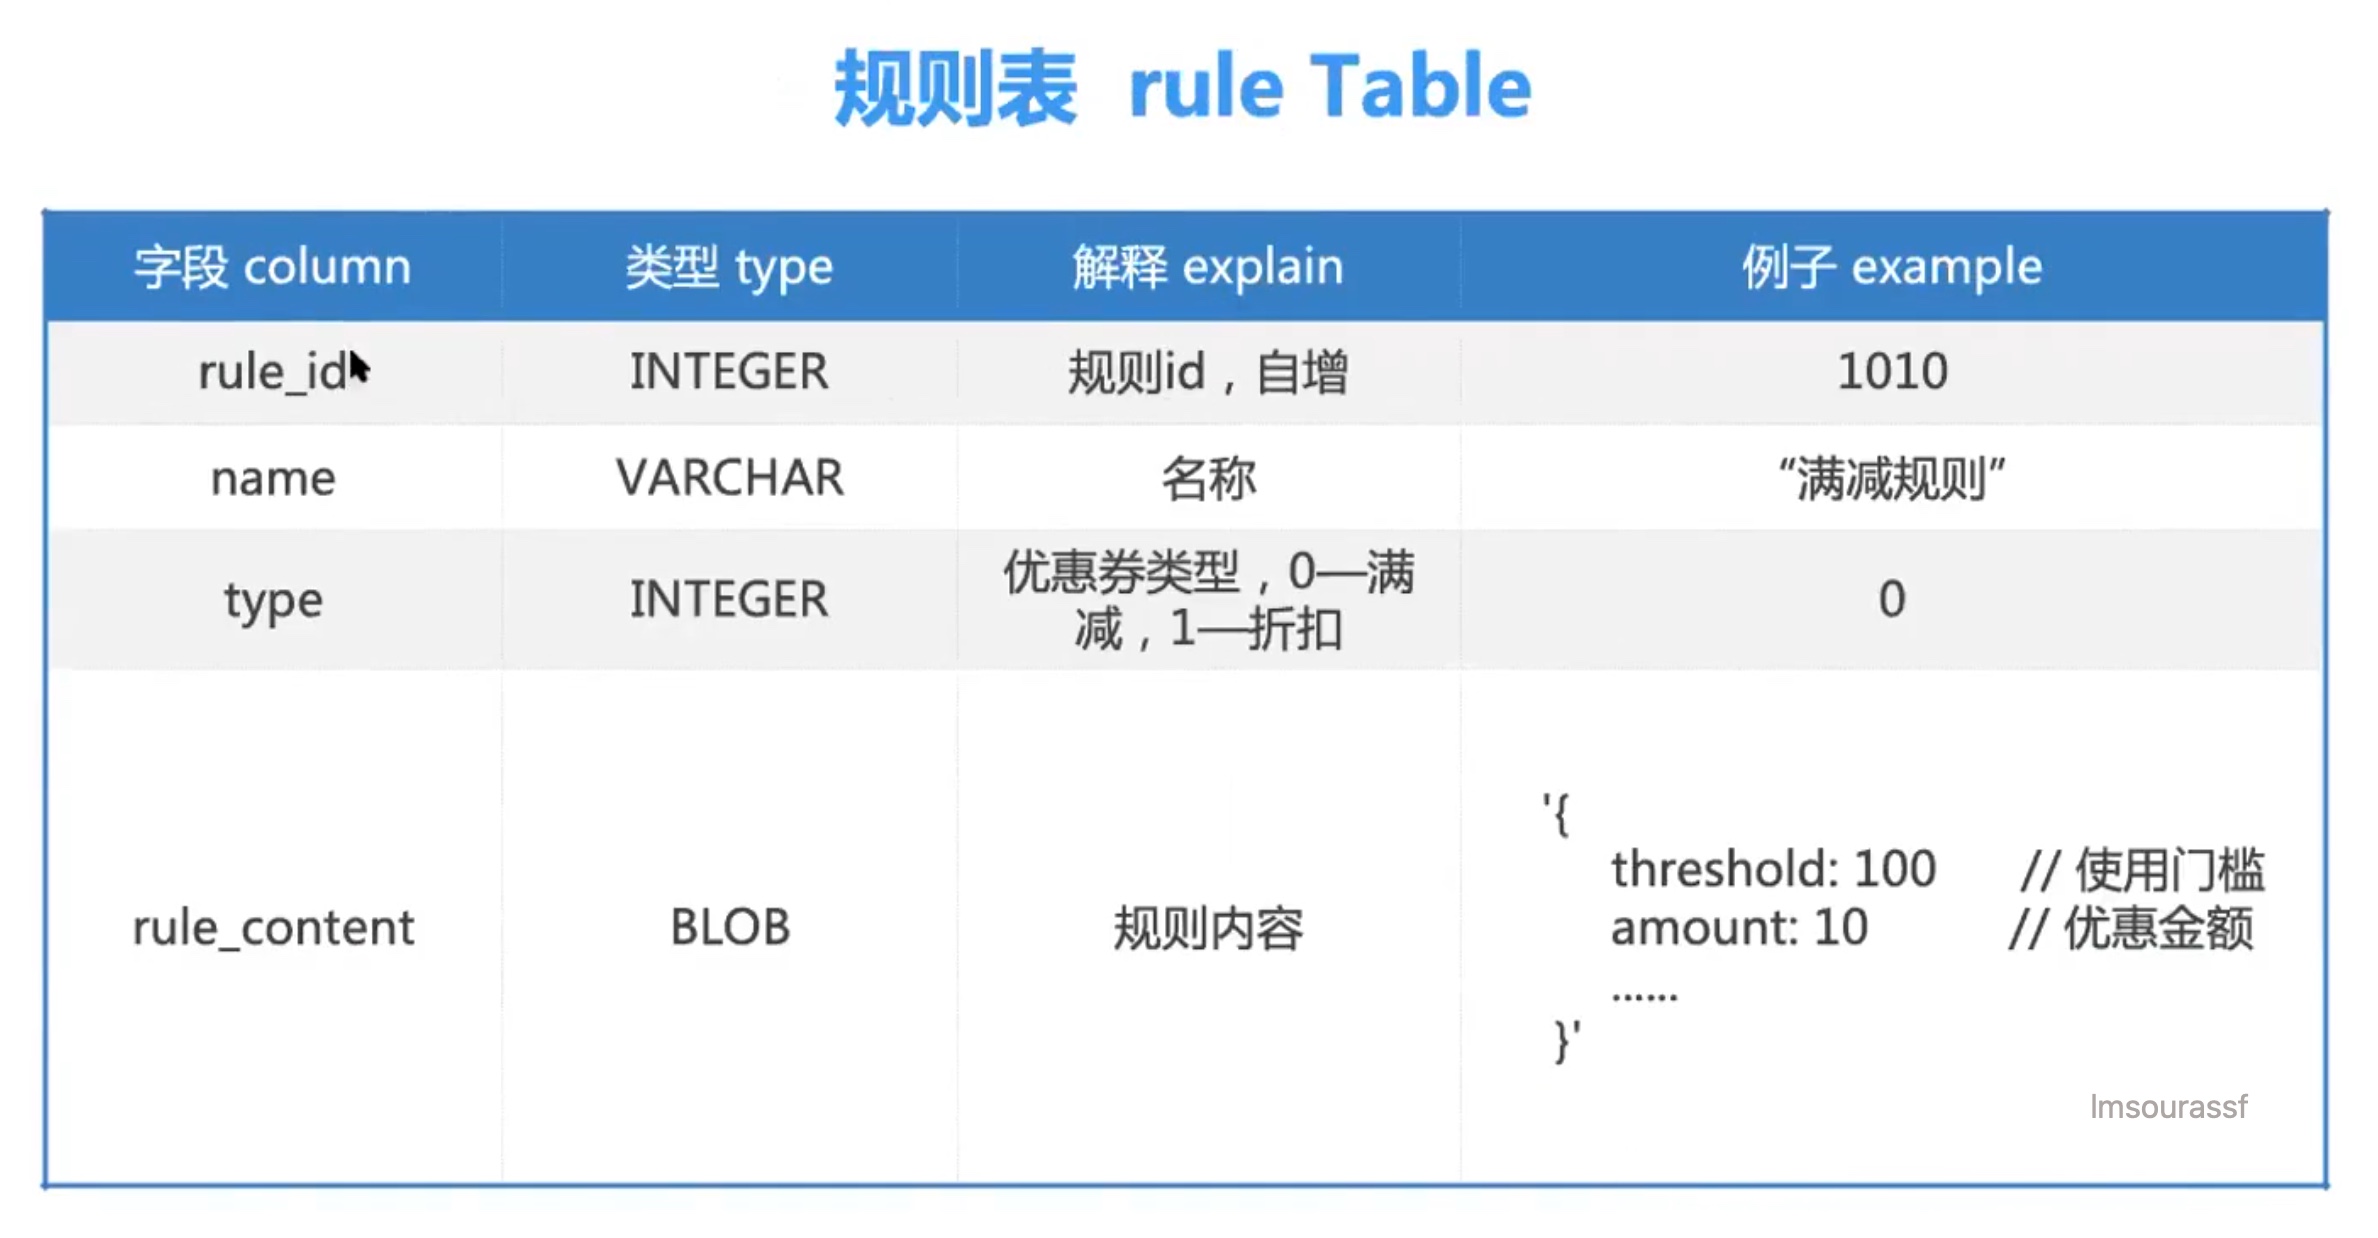 规则表 rule Table
字段 column 类型 type 解释 explain 例子 example
rule_id INTEGER 规则id，自增 1010
name VARCHAR 名称 “满减规则”
type INTEGER 优惠券类型，0—满
减，1—折扣 0
rule_content BLOB 规则内容
'{
threshold: 100 // 使用门槛
amount: 10 // 优惠金额
......
}'
lmsourassf